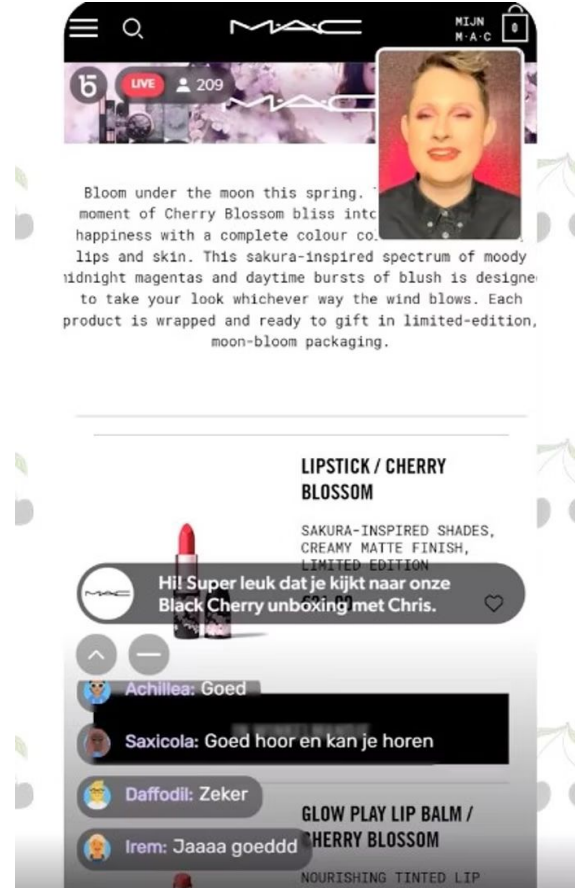 MAC
MIJN
M·A·C
0
LIVE 209
MAC
Bloom under the moon this spring.
moment of Cherry Blossom bliss into
happiness with a complete colour
lips and skin. This sakura-inspired spectrum of moody
midnight magentas and daytime bursts of blush is designe
to take your look whichever way the wind blows. Each
product is wrapped and ready to gift in limited-edition,
moon-bloom packaging.
LIPSTICK / CHERRY
BLOSSOM
SAKURA-INSPIRED SHADES,
CREAMY MATTE FINISH,
LIMITED EDITION
MAC
Hi! Super leuk dat je kijkt naar onze
Black Cherry unboxing met Chris.
Achillea: Goed
Saxicola: Goed hoor en kan je horen
Daffodil: Zeker
GLOW PLAY LIP BALM /
Irem: Jaaaa goeddd
CHERRY BLOSSOM
NOURISHING TINTED LIP